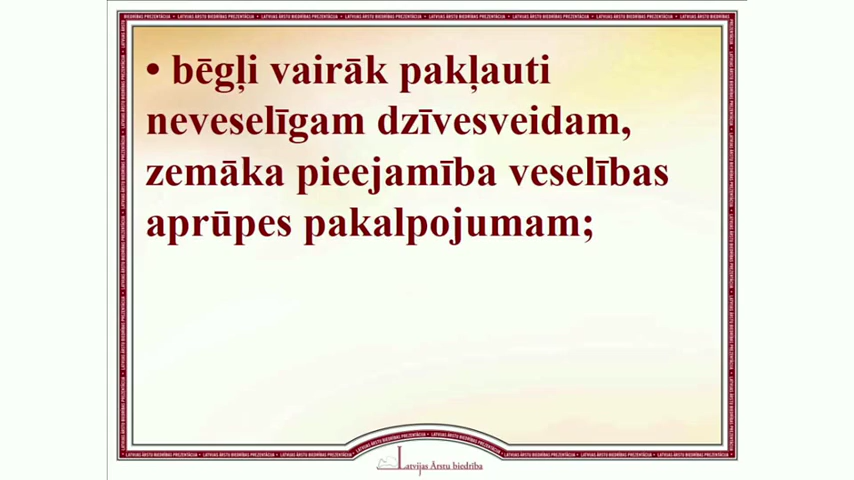 • bēgļi vairāk pakļauti
neveselīgam dzīvesveidam,
zemāka pieejamība veselības
aprūpes pakalpojumam;
Latvijas Ārstu biedrība